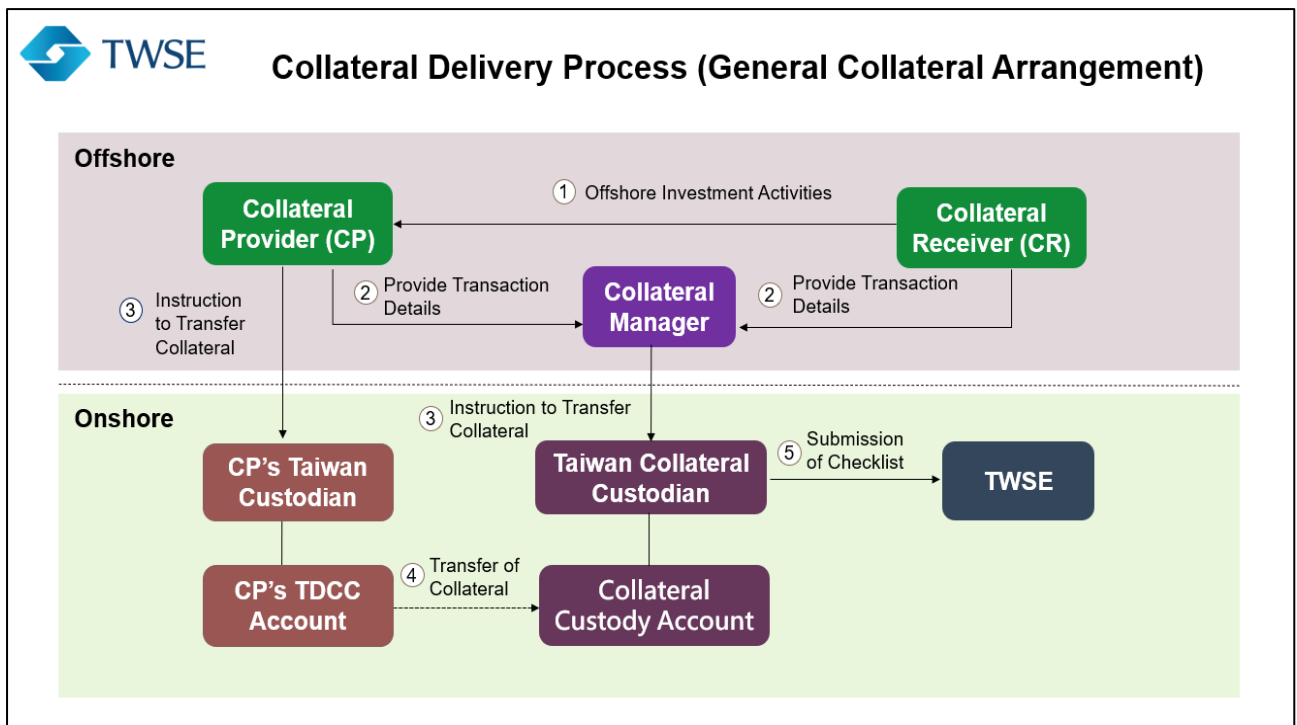 TWSE
Collateral Delivery Process (General Collateral Arrangement)
Offshore
Collateral
Provider (CP)
1 Offshore Investment Activities
Collateral
Receiver (CR)
3 Instruction
to Transfer
Collateral
2 Provide Transaction
Details
Collateral
Manager
2 Provide Transaction
Details
Onshore
3 Instruction to Transfer
Collateral
CP's Taiwan
Custodian
Taiwan Collateral
Custodian
5 Submission
of Checklist
TWSE
CP's TDCC
Account
4 Transfer of
Collateral
Collateral
Custody Account